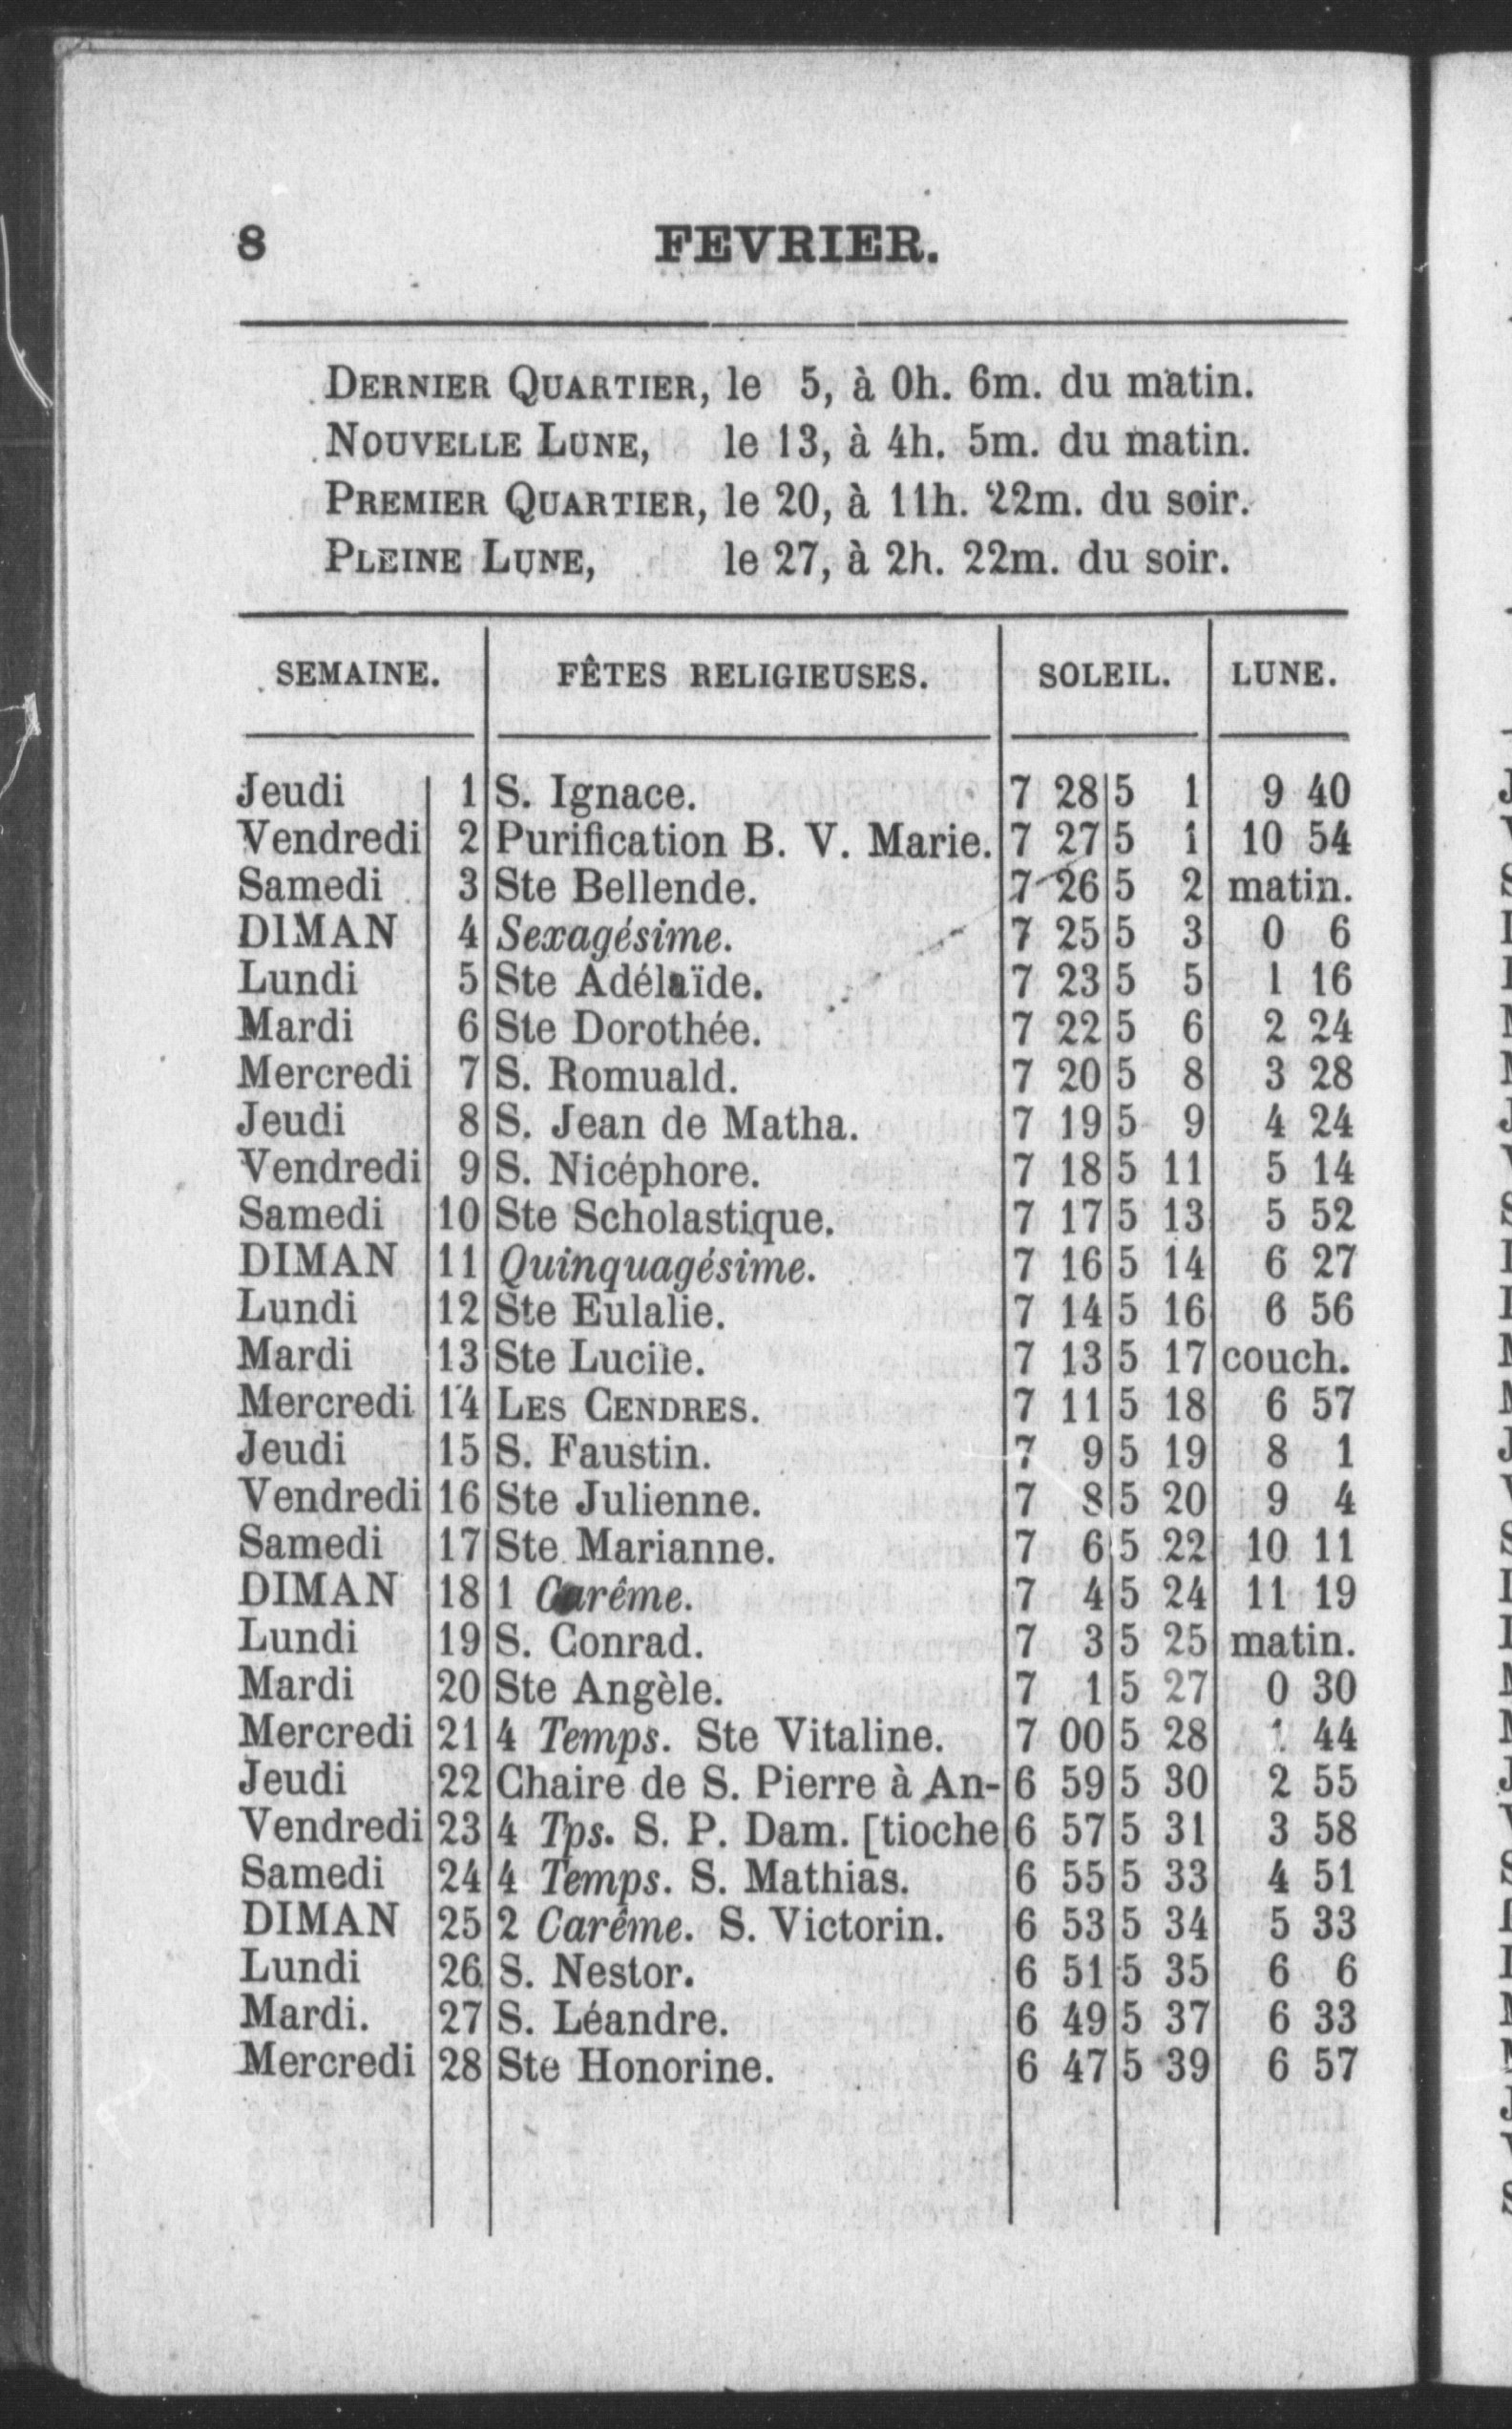 8 FEVRIER.
DERNIER QUARTIER, le 5, à 0h. 6m. du matin.
NOUVELLE LUNE, le 13, à 4h. 5m. du matin.
PREMIER QUARTIER, le 20, à 11h. 22m. du soir.
PLEINE LUNE, le 27, à 2h. 22m. du soir.
SEMAINE. FÊTES RELIGIEUSES. SOLEIL. LUNE.
Jeudi 1 S. Ignace. 7 28 5 1 9 40
Vendredi 2 Purification B. V. Marie. 7 27 5 1 10 54
Samedi 3 Ste Bellende. 7 26 5 2 matin.
DIMAN 4 Sexagésime. 7 25 5 3 0 6
Lundi 5 Ste Adélaïde. 7 23 5 5 1 16
Mardi 6 Ste Dorothée. 7 22 5 6 2 24
Mercredi 7 S. Romuald. 7 20 5 8 3 28
Jeudi 8 S. Jean de Matha. 7 19 5 9 4 24
Vendredi 9 S. Nicéphore. 7 18 5 11 5 14
Samedi 10 Ste Scholastique. 7 17 5 13 5 52
DIMAN 11 Quinquagésime. 7 16 5 14 6 27
Lundi 12 Ste Eulalie. 7 14 5 16 6 56
Mardi 13 Ste Lucile. 7 13 5 17 couch.
Mercredi 14 LES CENDRES. 7 11 5 18 6 57
Jeudi 15 S. Faustin. 7 9 5 19 8 1
Vendredi 16 Ste Julienne. 7 8 5 20 9 4
Samedi 17 Ste Marianne. 7 6 5 22 10 11
DIMAN 18 1 Carême. 7 4 5 24 11 19
Lundi 19 S. Conrad. 7 3 5 25 matin.
Mardi 20 Ste Angèle. 7 1 5 27 0 30
Mercredi 21 4 Temps. Ste Vitaline. 7 00 5 28 1 44
Jeudi 22 Chaire de S. Pierre à An- 6 59 5 30 2 55
Vendredi 23 4 Tps. S. P. Dam. [tioche 6 57 5 31 3 58
Samedi 24 4 Temps. S. Mathias. 6 55 5 33 4 51
DIMAN 25 2 Carême. S. Victorin. 6 53 5 34 5 33
Lundi 26 S. Nestor. 6 51 5 35 6 6
Mardi. 27 S. Léandre. 6 49 5 37 6 33
Mercredi 28 Ste Honorine. 6 47 5 39 6 57